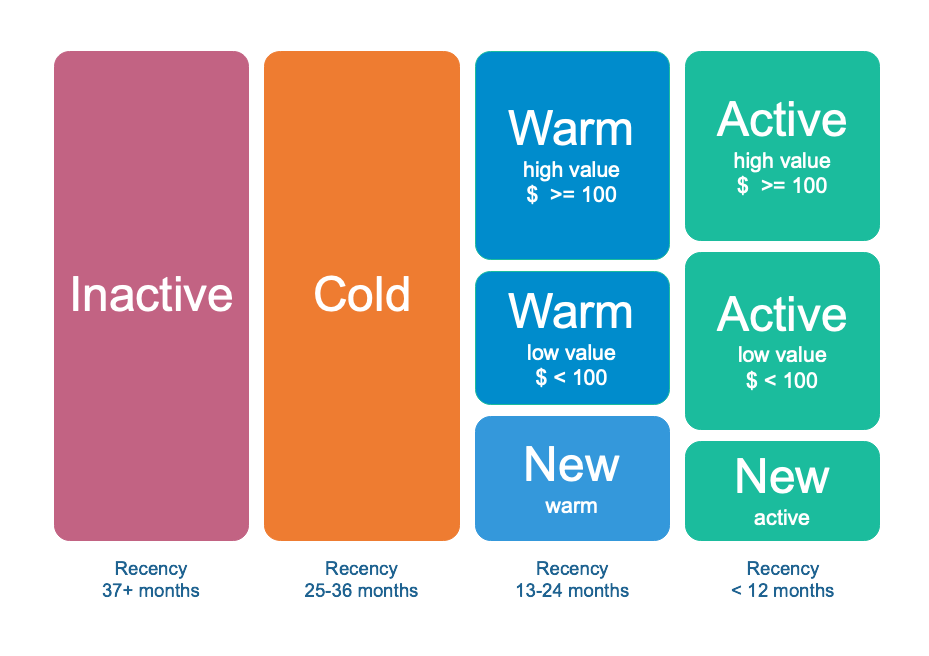 Inactive
Cold
Warm
high value
$  >= 100
Warm
low value
$ < 100
New
warm
Active
high value
$  >= 100
Active
low value
$ < 100
New
active
Recency
37+ months
Recency
25-36 months
Recency
13-24 months
Recency
< 12 months